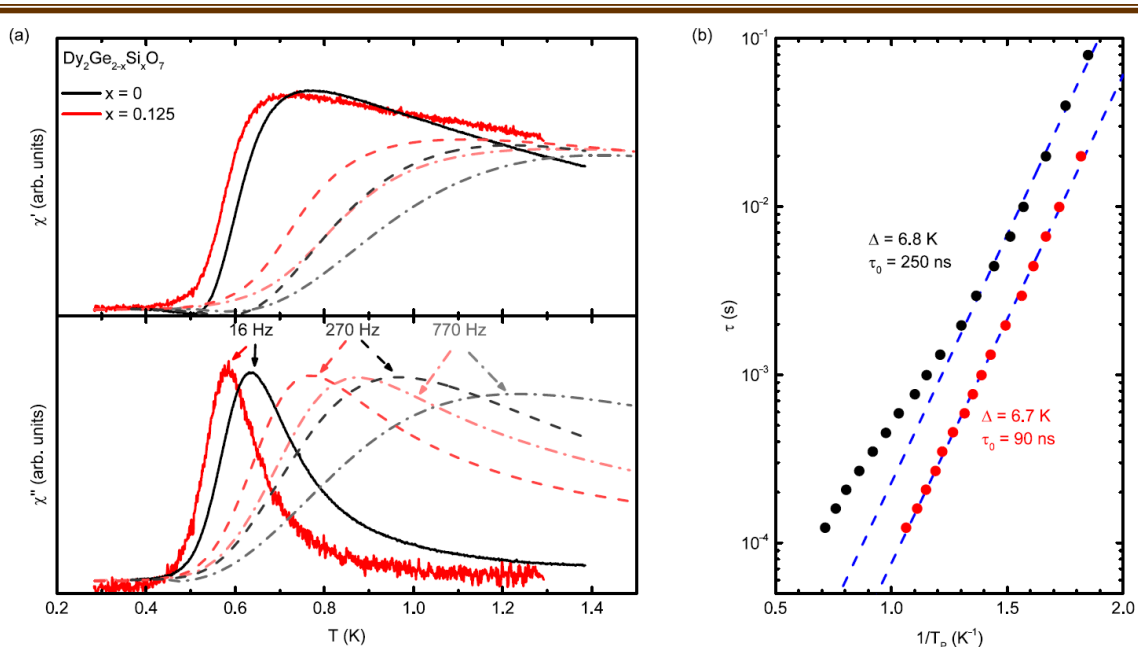 (a)
Dy₂Ge₂₋ₓSiₓO₇
x = 0
x = 0.125
χ' (arb. units)
16 Hz
270 Hz
770 Hz
χ'' (arb. units)
0.2 0.4 0.6 0.8 1.0 1.2 1.4
T (K)
(b)
10⁻¹
10⁻²
10⁻³
10⁻⁴
τ (s)
Δ = 6.8 K
τ₀ = 250 ns
Δ = 6.7 K
τ₀ = 90 ns
0.5 1.0 1.5 2.0
1/Tₚ (K⁻¹)